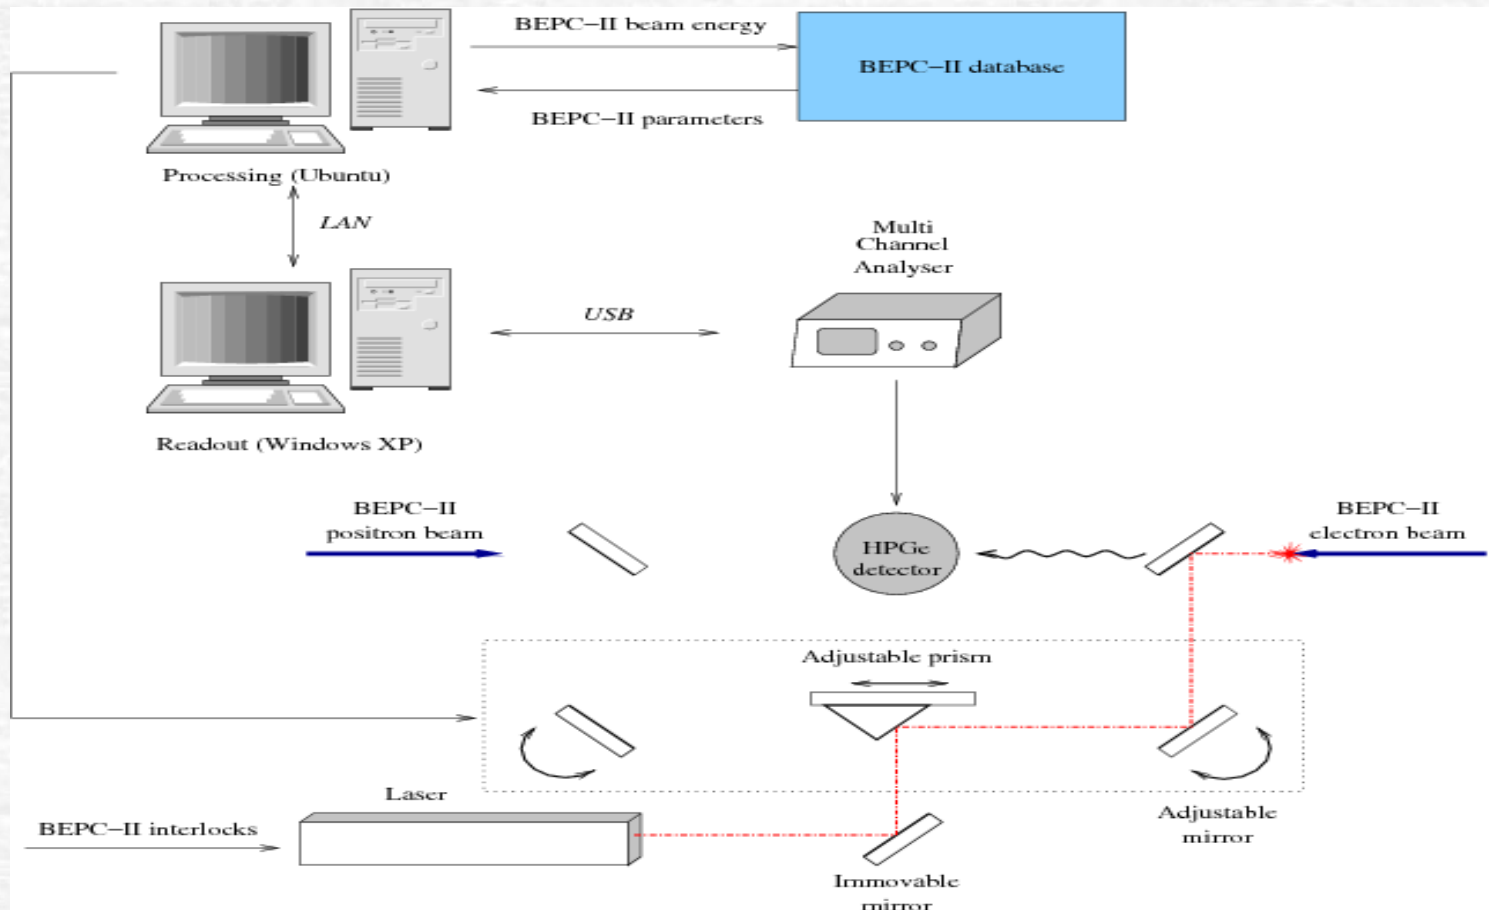 BEPC−II beam energy
BEPC−II database
BEPC−II parameters
Processing (Ubuntu)
LAN
Multi
Channel
Analyser
USB
Readout (Windows XP)
BEPC−II
positron beam
HPGe
detector
BEPC−II
electron beam
Adjustable prism
Laser
BEPC−II interlocks
Adjustable
mirror
Immovable
mirror